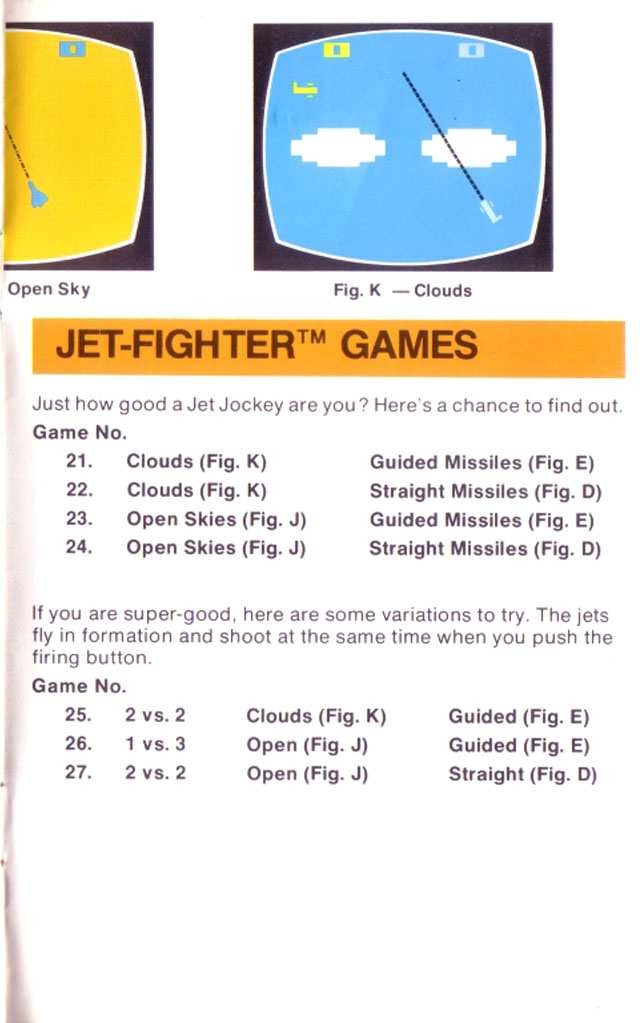 0
0 0
Open Sky
Fig. K — Clouds
JET-FIGHTER™ GAMES
Just how good a Jet Jockey are you? Here's a chance to find out.
Game No.
21. Clouds (Fig. K) Guided Missiles (Fig. E)
22. Clouds (Fig. K) Straight Missiles (Fig. D)
23. Open Skies (Fig. J) Guided Missiles (Fig. E)
24. Open Skies (Fig. J) Straight Missiles (Fig. D)
If you are super-good, here are some variations to try. The jets
fly in formation and shoot at the same time when you push the
firing button.
Game No.
25. 2 vs. 2 Clouds (Fig. K) Guided (Fig. E)
26. 1 vs. 3 Open (Fig. J) Guided (Fig. E)
27. 2 vs. 2 Open (Fig. J) Straight (Fig. D)